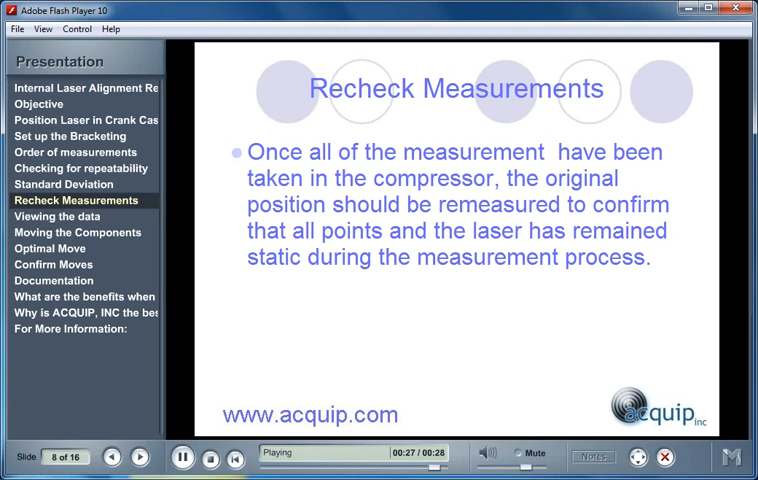 Adobe Flash Player 10
File View Control Help
Presentation
Internal Laser Alignment Re
Objective
Position Laser in Crank Cas
Set up the Bracketing
Order of measurements
Checking for repeatability
Standard Deviation
Recheck Measurements
Viewing the data
Moving the Components
Optimal Move
Confirm Moves
Documentation
What are the benefits when
Why is ACQUIP, INC the bes
For More Information:
Recheck Measurements
Once all of the measurement have been
taken in the compressor, the original
position should be remeasured to confirm
that all points and the laser has remained
static during the measurement process.
www.acquip.com
acquip inc
Slide 8 of 16
Playing 00:27 / 00:28
Mute
Notes